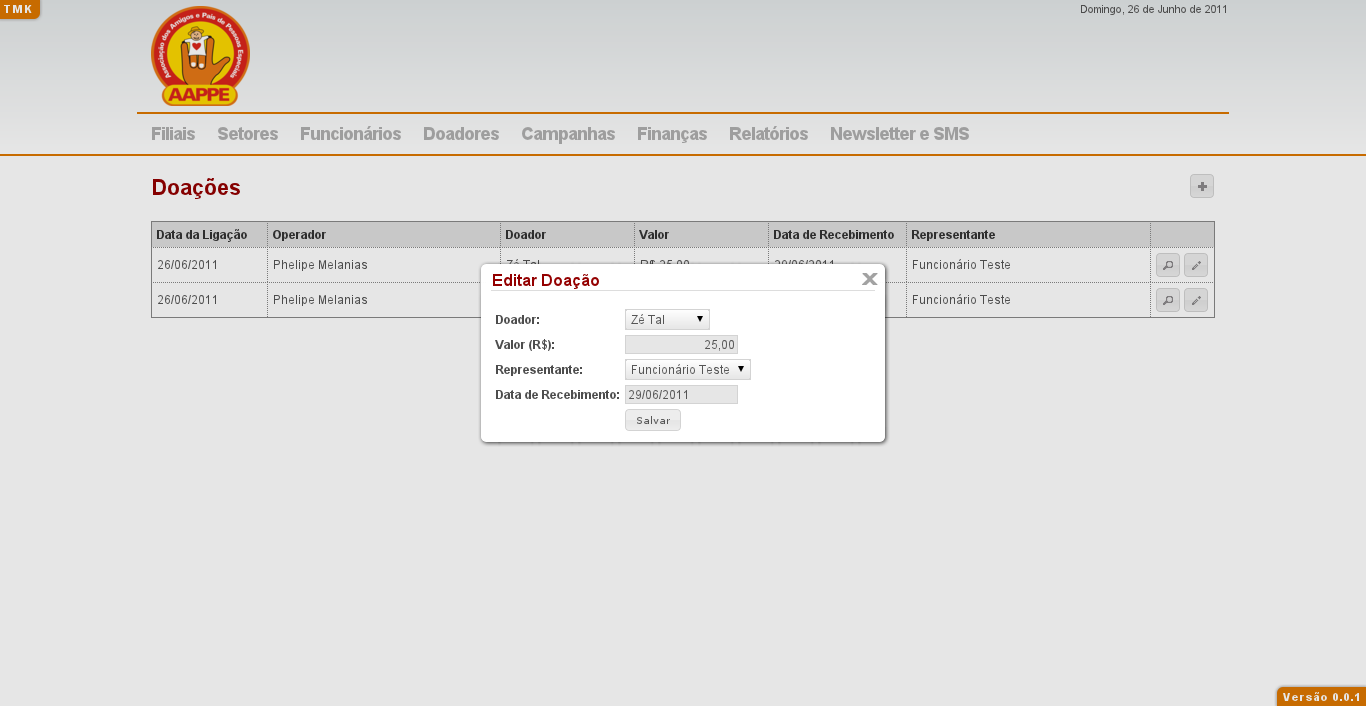 TMK
Domingo, 26 de Junho de 2011
Associação dos Amigos e Pais de Pessoas Especiais
AAPPE
Filiais Setores Funcionários Doadores Campanhas Finanças Relatórios Newsletter e SMS
Doações
Data da Ligação Operador Doador Valor Data de Recebimento Representante
26/06/2011 Phelipe Melanias Zé Tal R$ 25,00 29/06/2011 Funcionário Teste
26/06/2011 Phelipe Melanias Funcionário Teste
Editar Doação
Doador: Zé Tal
Valor (R$): 25,00
Representante: Funcionário Teste
Data de Recebimento: 29/06/2011
Salvar
Versão 0.0.1